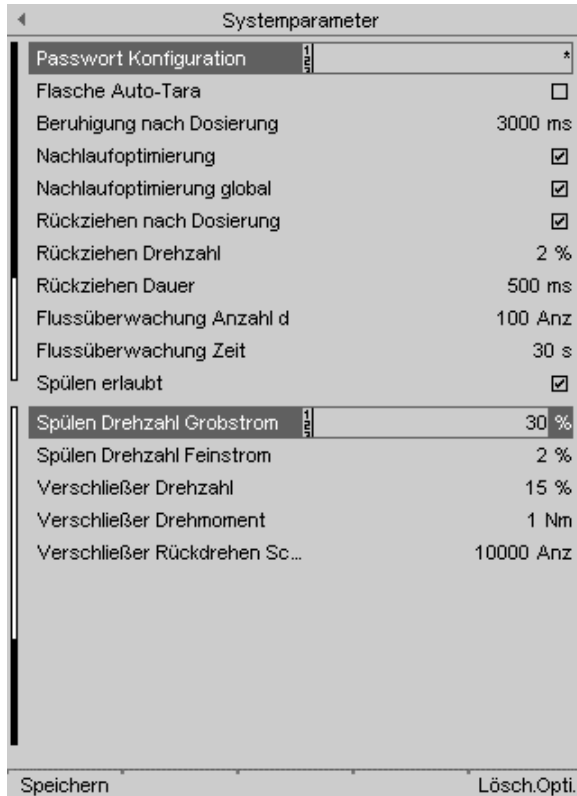 Systemparameter
Passwort Konfiguration *
Flasche Auto-Tara
Beruhigung nach Dosierung 3000 ms
Nachlaufoptimierung
Nachlaufoptimierung global
Rückziehen nach Dosierung
Rückziehen Drehzahl 2 %
Rückziehen Dauer 500 ms
Flussüberwachung Anzahl d 100 Anz
Flussüberwachung Zeit 30 s
Spülen erlaubt
Spülen Drehzahl Grobstrom 30 %
Spülen Drehzahl Feinstrom 2 %
Verschließer Drehzahl 15 %
Verschließer Drehmoment 1 Nm
Verschließer Rückdrehen Sc... 10000 Anz
Speichern Lösch.Opti.